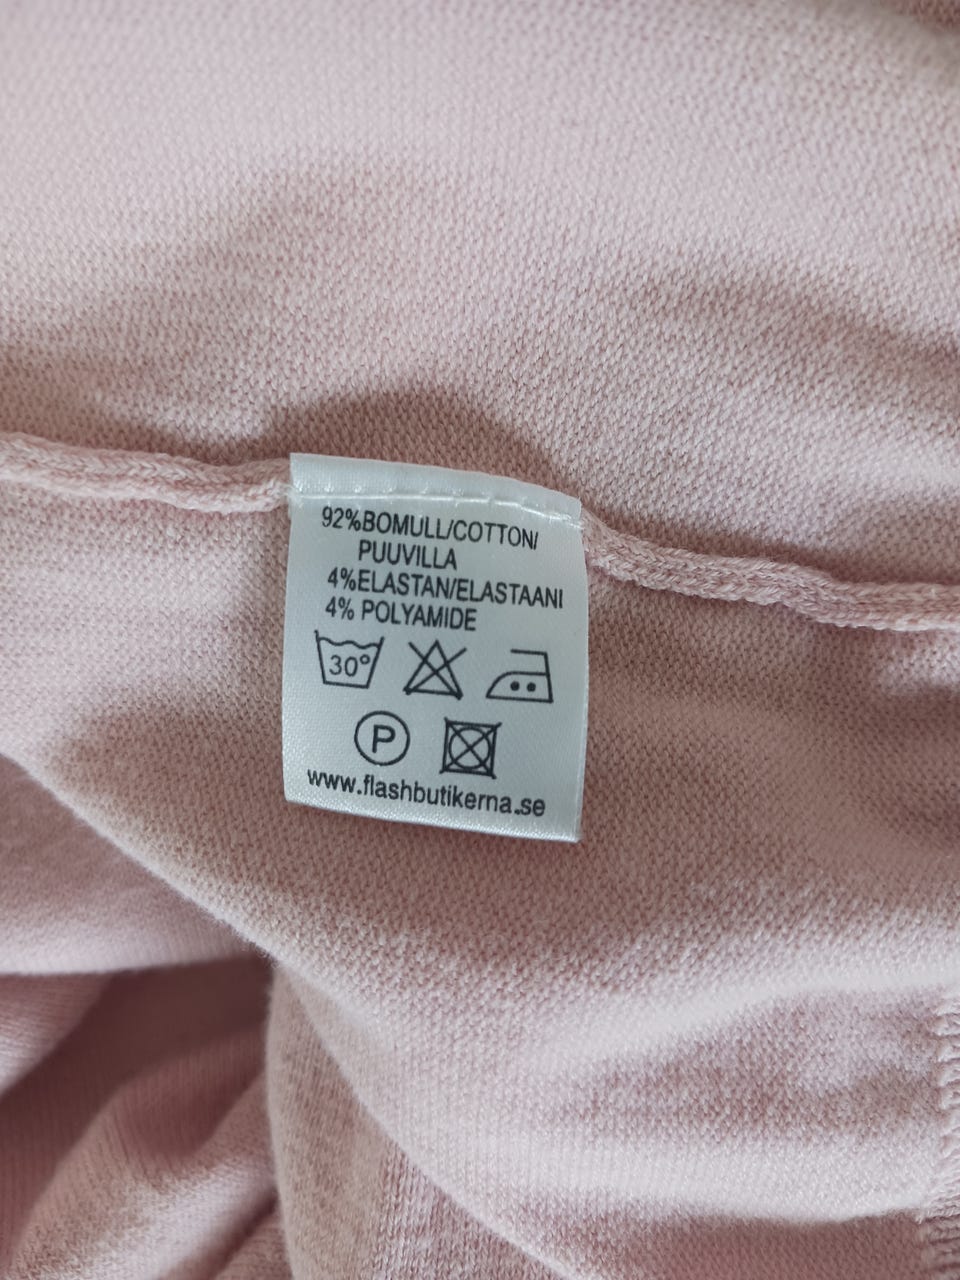 92%BOMULL/COTTON/
PUUVILLA
4%ELASTAN/ELASTAANI
4% POLYAMIDE
30°
P
www.flashbutikerna.se